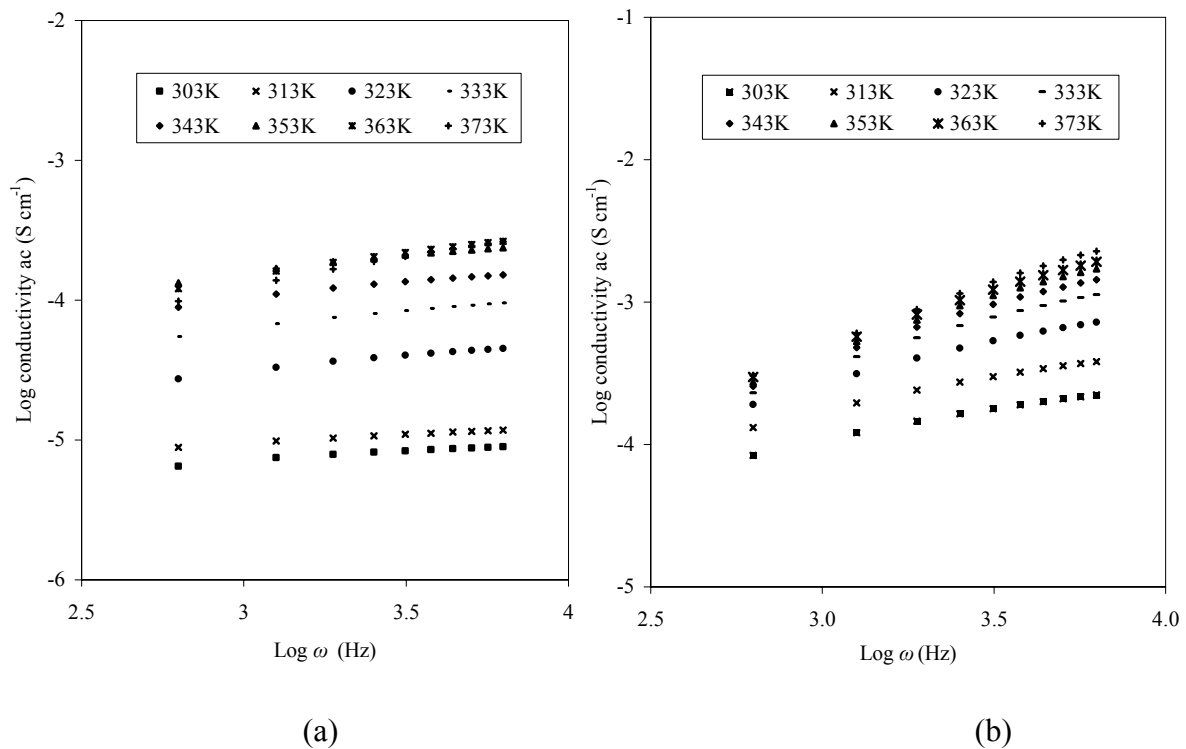 -2
-3
-4
-5
-6
2.5 3 3.5 4
Log conductivity ac (S cm⁻¹)
Log ω (Hz)
303K 313K 323K 333K
343K 353K 363K 373K
(a)
-1
-2
-3
-4
-5
2.5 3.0 3.5 4.0
Log conductivity ac (S cm⁻¹)
Log ω (Hz)
303K 313K 323K 333K
343K 353K 363K 373K
(b)